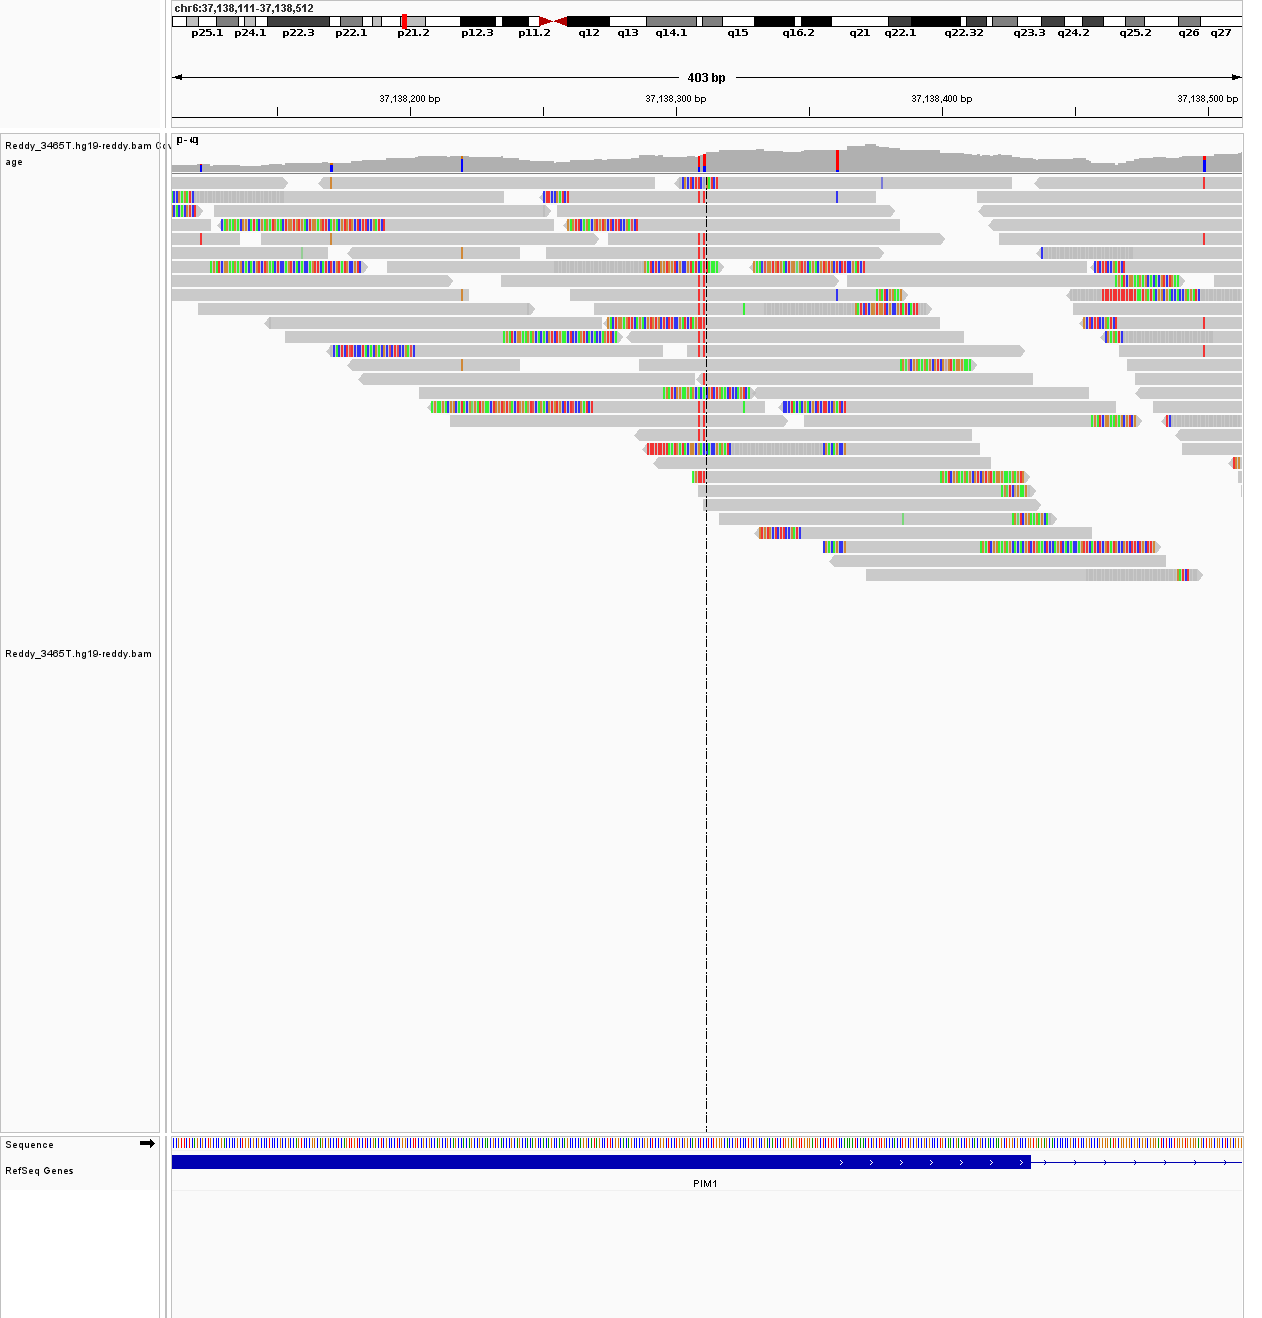 chr6:37,138,111-37,138,512
p25.1 p24.1 p22.3 p22.1 p21.2 p12.3 p11.2 q12 q13 q14.1 q15 q16.2 q21 q22.1 q22.32 q23.3 q24.2 q25.2 q26 q27
403 bp
37,138,200 bp 37,138,300 bp 37,138,400 bp 37,138,500 bp
Reddy_3465T.hg19-reddy.bam Cov
age
Reddy_3465T.hg19-reddy.bam
Sequence
RefSeq Genes
PIM1